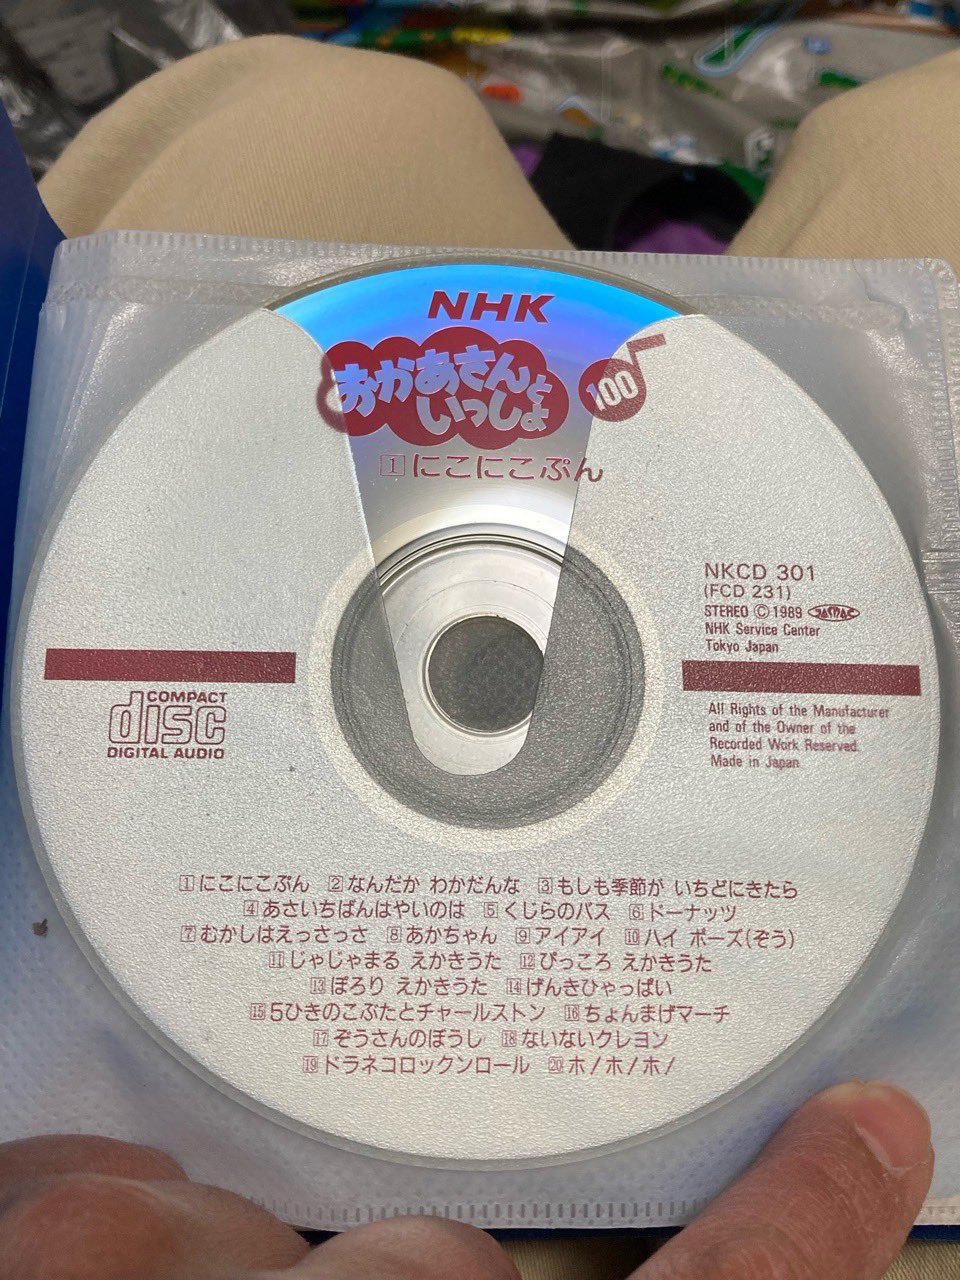 NHK
おかあさんと
いっしょ
100
1 にこにこぷん
NKCD 301
(FCD 231)
STEREO Ⓒ1989 JASRAC
NHK Service Center
Tokyo Japan
COMPACT
disc
DIGITAL AUDIO
All Rights of the Manufacturer
and of the Owner of the
Recorded Work Reserved.
Made in Japan
1 にこにこぷん 2 なんだか わかだんな 3 もしも季節が いちどにきたら
4 あさいちばんはやいのは 5 くじらのバス 6 ドーナッツ
7 むかしはえっさっさ 8 あかちゃん 9 アイアイ 10 ハイ ポーズ(ぞう)
11 じゃじゃまる えかきうた 12 ぴっころ えかきうた
13 ぽろり えかきうた 14 げんきひゃっぱい
15 5ひきのこぶたとチャールストン 16 ちょんまげマーチ
17 ぞうさんのぼうし 18 ないないクレヨン
19 ドラネコロックンロール 20 ホ!ホ!ホ!